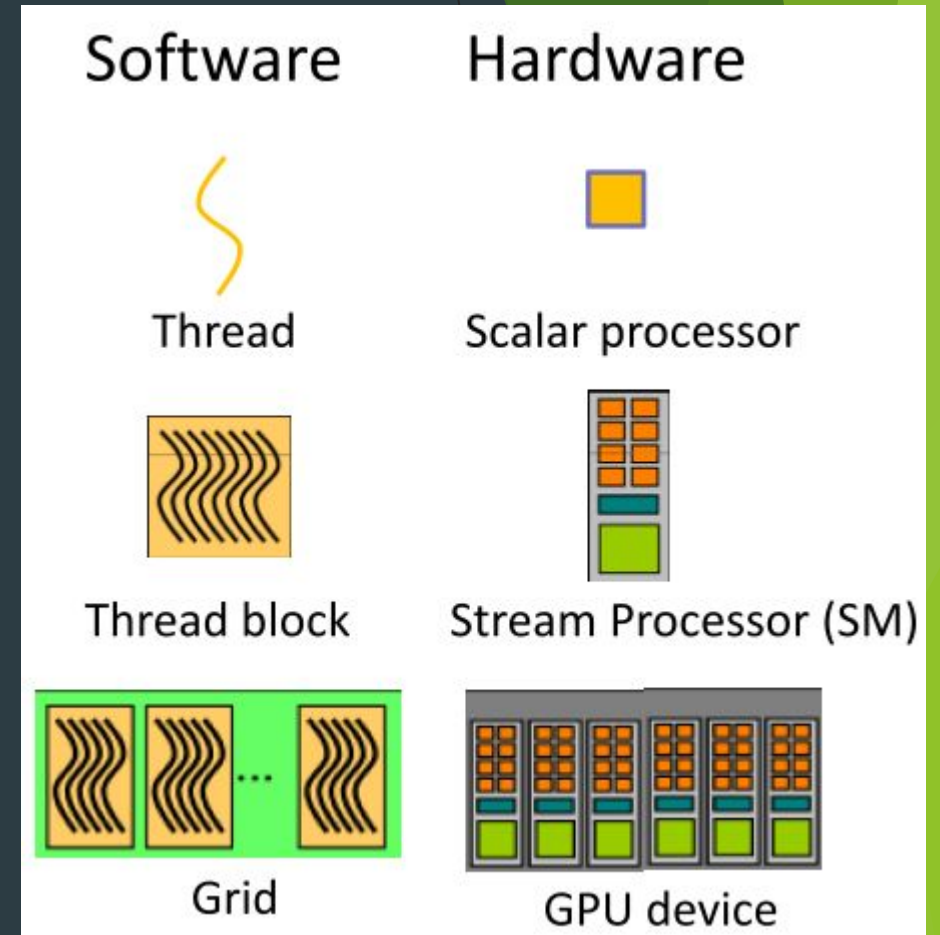 Software Hardware
Thread Scalar processor
Thread block Stream Processor (SM)
...
Grid GPU device